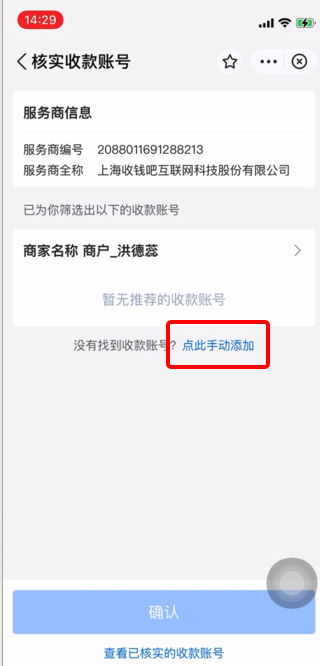 14:29
核实收款账号
服务商信息
服务商编号 2088011691288213
服务商全称 上海收钱吧互联网科技股份有限公司
已为你筛选出以下的收款账号
商家名称 商户_洪德蕊
暂无推荐的收款账号
没有找到收款账号？点此手动添加
确认
查看已核实的收款账号